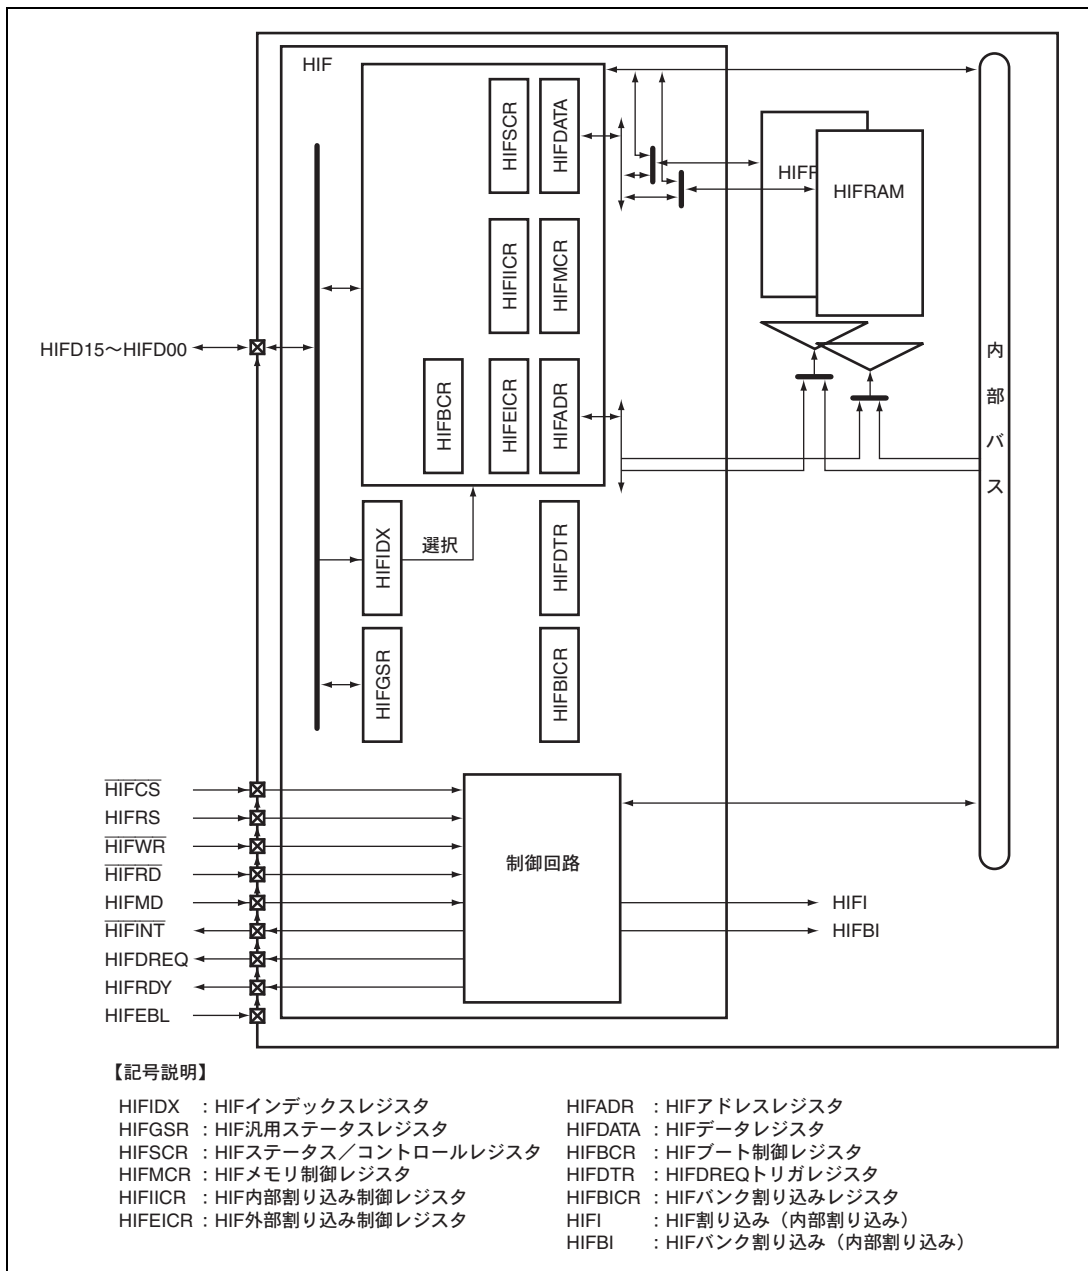 HIF
HIFSCR
HIFDATA
HIFIICR
HIFMCR
HIFBCR
HIFEICR
HIFADR
HIFF
HIFRAM
内部バス
HIFD15～HIFD00
HIFIDX
選択
HIFDTR
HIFGSR
HIFBICR
HIFCS
HIFRS
HIFWR
HIFRD
HIFMD
HIFINT
HIFDREQ
HIFRDY
HIFEBL
制御回路
HIFI
HIFBI
【記号説明】
HIFIDX ：HIFインデックスレジスタ
HIFGSR ：HIF汎用ステータスレジスタ
HIFSCR ：HIFステータス／コントロールレジスタ
HIFMCR ：HIFメモリ制御レジスタ
HIFIICR ：HIF内部割り込み制御レジスタ
HIFEICR ：HIF外部割り込み制御レジスタ
HIFADR ：HIFアドレスレジスタ
HIFDATA ：HIFデータレジスタ
HIFBCR ：HIFブート制御レジスタ
HIFDTR ：HIFDREQトリガレジスタ
HIFBICR ：HIFバンク割り込みレジスタ
HIFI ：HIF割り込み（内部割り込み）
HIFBI ：HIFバンク割り込み（内部割り込み）